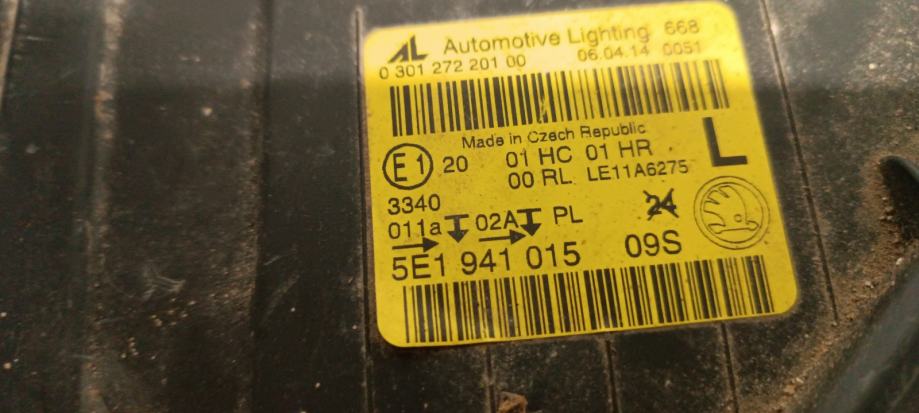 AL Automotive Lighting 668
0 301 272 201 00 06.04.14 0051
Made in Czech Republic
E1 20 01 HC 01 HR L
00 RL LE11A6275
3340
011a 02A PL 24
5E1 941 015 09S